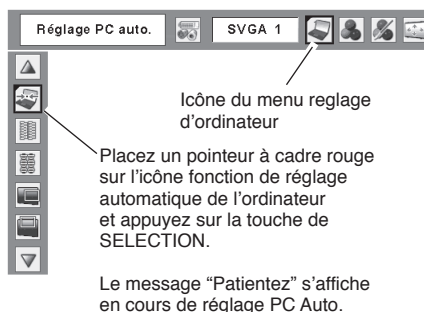 Réglage PC auto. SVGA 1
Icône du menu reglage
d’ordinateur
Placez un pointeur à cadre rouge
sur l’icône fonction de réglage
automatique de l’ordinateur
et appuyez sur la touche de
SELECTION.
Le message “Patientez” s’affiche
en cours de réglage PC Auto.